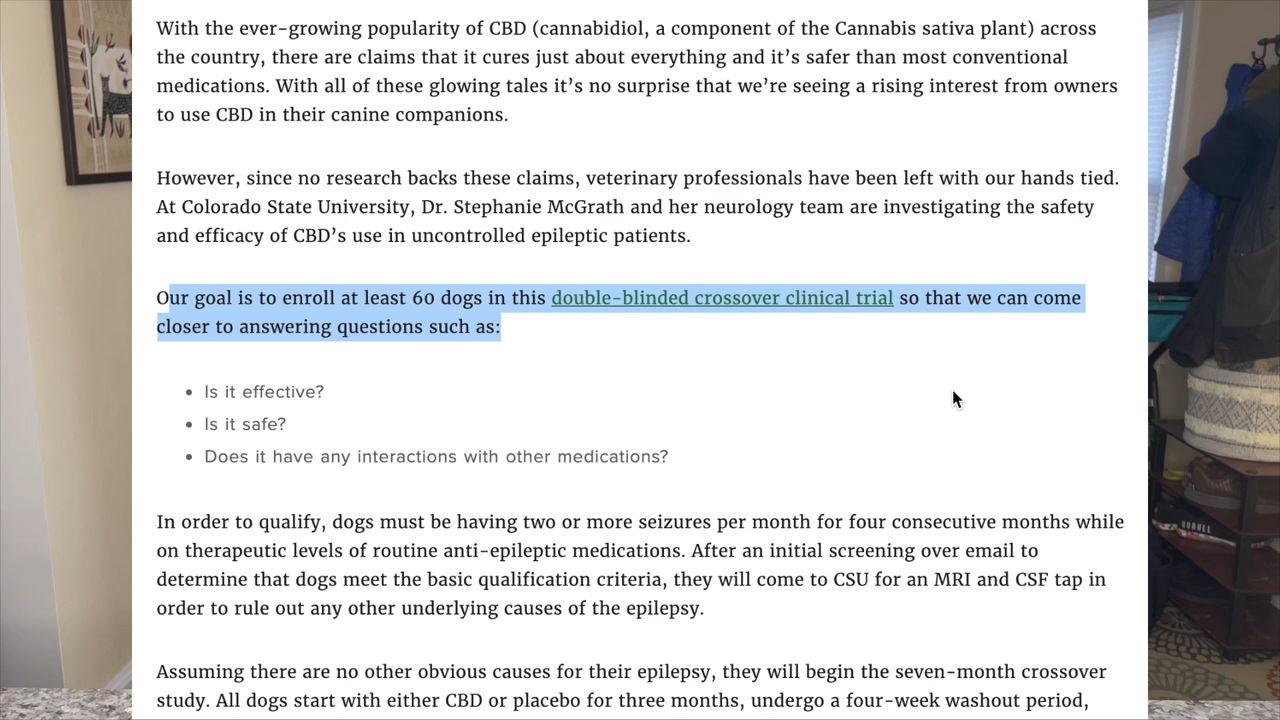 With the ever-growing popularity of CBD (cannabidiol, a component of the Cannabis sativa plant) across
the country, there are claims that it cures just about everything and it’s safer than most conventional
medications. With all of these glowing tales it’s no surprise that we’re seeing a rising interest from owners
to use CBD in their canine companions.
However, since no research backs these claims, veterinary professionals have been left with our hands tied.
At Colorado State University, Dr. Stephanie McGrath and her neurology team are investigating the safety
and efficacy of CBD’s use in uncontrolled epileptic patients.
Our goal is to enroll at least 60 dogs in this double-blinded crossover clinical trial so that we can come
closer to answering questions such as:
• Is it effective?
• Is it safe?
• Does it have any interactions with other medications?
In order to qualify, dogs must be having two or more seizures per month for four consecutive months while
on therapeutic levels of routine anti-epileptic medications. After an initial screening over email to
determine that dogs meet the basic qualification criteria, they will come to CSU for an MRI and CSF tap in
order to rule out any other underlying causes of the epilepsy.
Assuming there are no other obvious causes for their epilepsy, they will begin the seven-month crossover
study. All dogs start with either CBD or placebo for three months, undergo a four-week washout period,